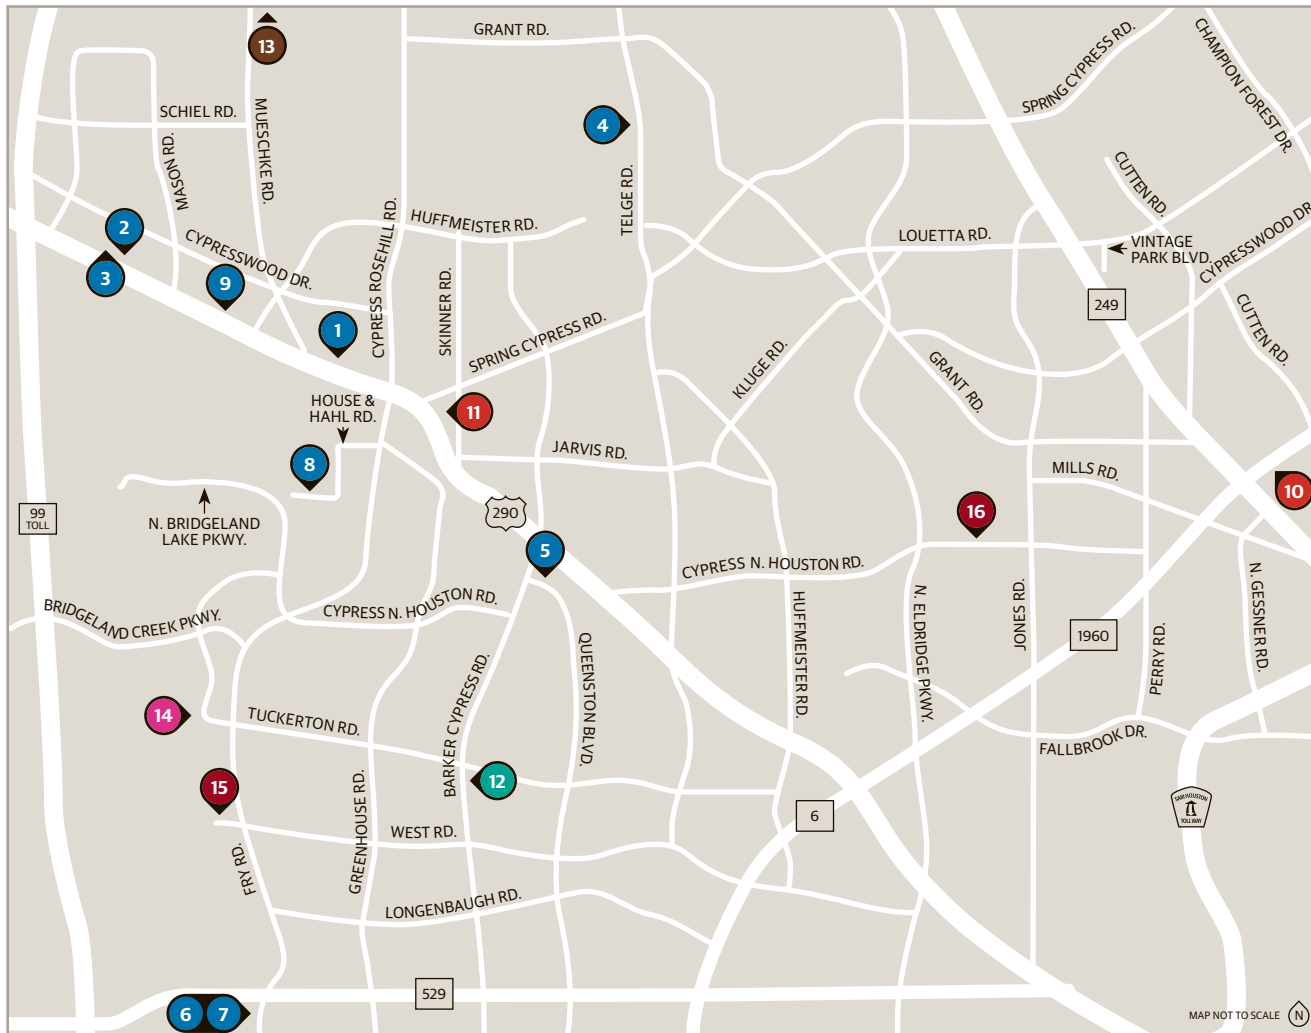 13
GRANT RD.
SPRING CYPRESS RD.
CHAMPION FOREST DR.
SCHIEL RD.
MUESCHKE RD.
MASON RD.
4
TELGE RD.
CUTTEN RD.
2
CYPRESSWOOD DR.
CYPRESS ROSEHILL RD.
HUFFMEISTER RD.
LOUETTA RD.
VINTAGE
PARK BLVD.
CYPRESSWOOD DR.
3
9
1
SKINNER RD.
SPRING CYPRESS RD.
249
CUTTEN RD.
KLUGE RD.
GRANT RD.
HOUSE &
HAHL RD.
11
8
JARVIS RD.
MILLS RD.
10
99
TOLL
N. BRIDGELAND
LAKE PKWY.
290
16
5
CYPRESS N. HOUSTON RD.
BRIDGELAND CREEK PKWY.
CYPRESS N. HOUSTON RD.
HUFFMEISTER RD.
N. ELDRIDGE PKWY.
JONES RD.
1960
PERRY RD.
N. GESSNER RD.
QUEENSTON BLVD.
BARKER CYPRESS RD.
14
TUCKERTON RD.
FALLBROOK DR.
15
12
GREENHOUSE RD.
WEST RD.
6
SAM HOUSTON
TOLLWAY
FRY RD.
LONGENBAUGH RD.
529
6
7
MAP NOT TO SCALE
N